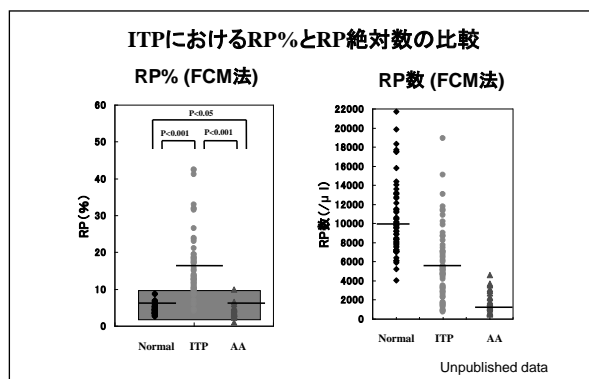 ITPにおけるRP%とRP絶対数の比較
RP% (FCM法)
P<0.05
P<0.001
P<0.001
RP(%)
60
50
40
30
20
10
0
Normal
ITP
AA
RP数 (FCM法)
RP数(/μl)
22000
20000
18000
16000
14000
12000
10000
8000
6000
4000
2000
0
Normal
ITP
AA
Unpublished data